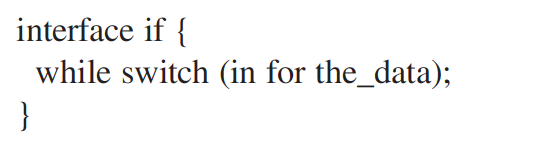 interface if {
while switch (in for the_data);
}